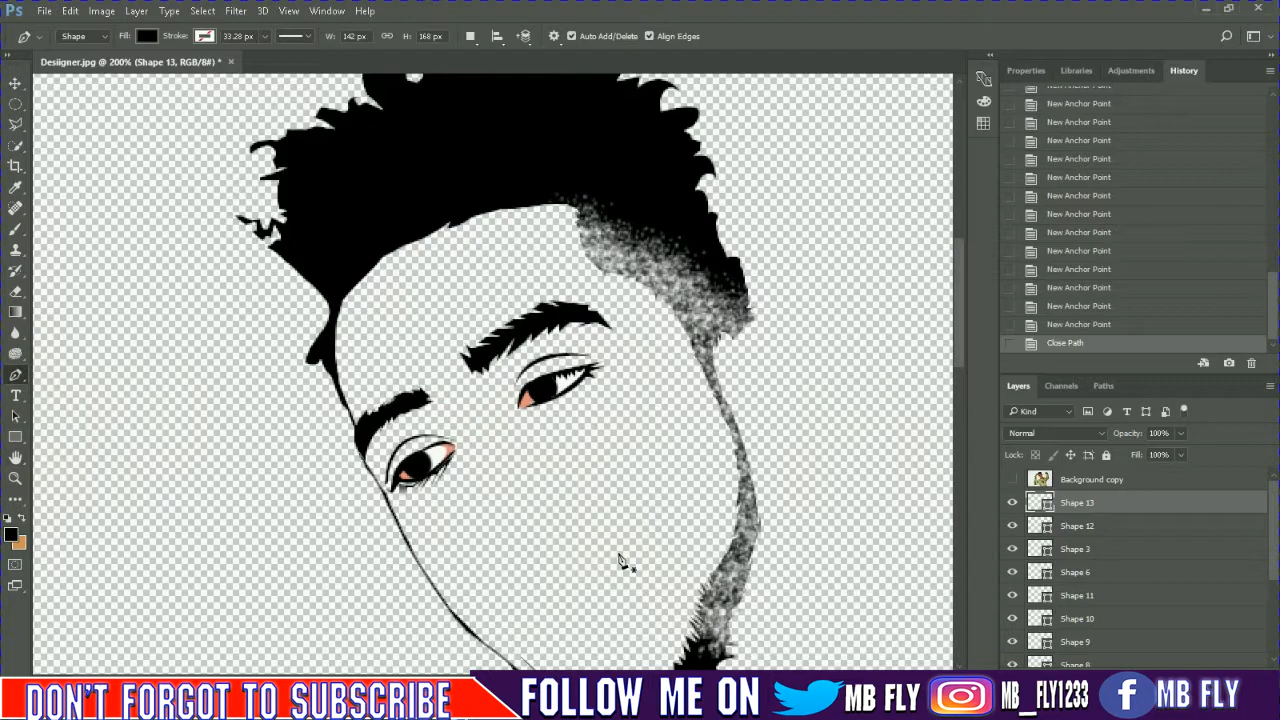 Ps File Edit Image Layer Type Select Filter 3D View Window Help
Shape Fill: Stroke: 33.28 px W: 142 px H: 168 px Auto Add/Delete Align Edges
Desiigner.jpg @ 200% (Shape 13, RGB/8#) *
Properties Libraries Adjustments History
New Anchor Point
New Anchor Point
New Anchor Point
New Anchor Point
New Anchor Point
New Anchor Point
New Anchor Point
New Anchor Point
New Anchor Point
New Anchor Point
New Anchor Point
New Anchor Point
New Anchor Point
Close Path
Layers Channels Paths
Kind
Normal Opacity: 100%
Lock: Fill: 100%
Background copy
Shape 13
Shape 12
Shape 3
Shape 6
Shape 11
Shape 10
Shape 9
Shape 8
DON'T FORGOT TO SUBSCRIBE FOLLOW ME ON MB FLY MB_FLY1233 MB FLY